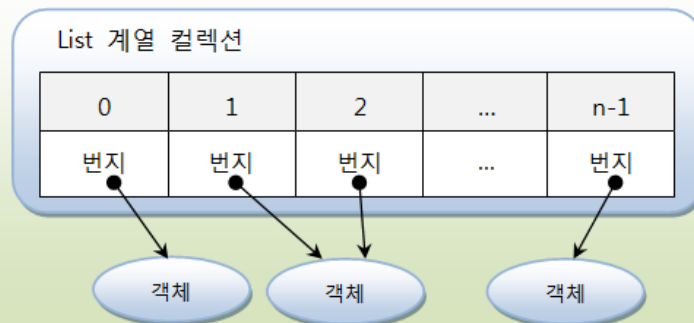 List 계열 컬렉션
0 1 2 ... n-1
번지 번지 번지 ... 번지
객체 객체 객체